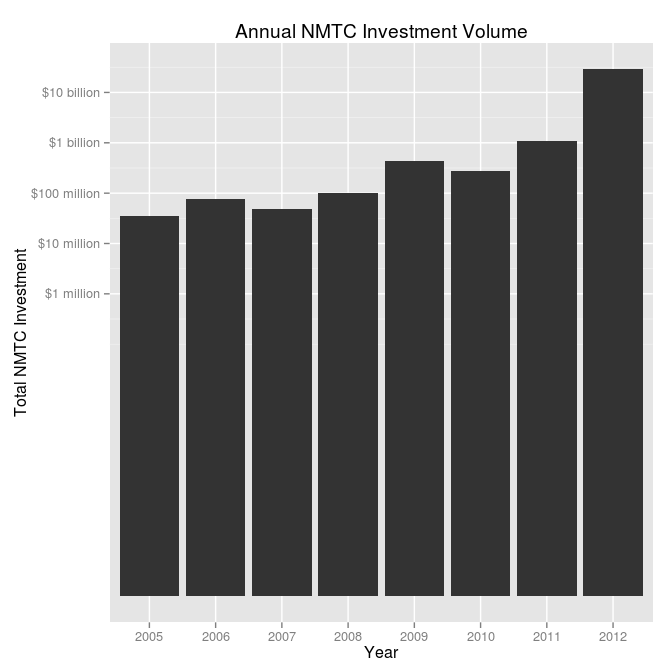 Annual NMTC Investment Volume
$10 billion
$1 billion
$100 million
$10 million
$1 million
Total NMTC Investment
2005 2006 2007 2008 2009 2010 2011 2012
Year